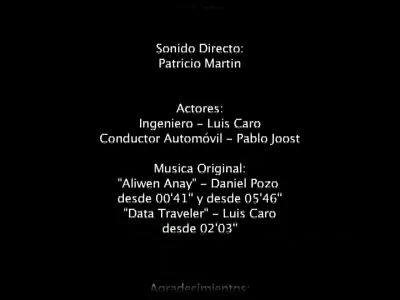 Sonido Directo:
Patricio Martin
Actores:
Ingeniero - Luis Caro
Conductor Automóvil - Pablo Joost
Musica Original:
"Aliwen Anay" - Daniel Pozo
desde 00'41" y desde 05'46"
"Data Traveler" - Luis Caro
desde 02'03"
Agradecimientos: